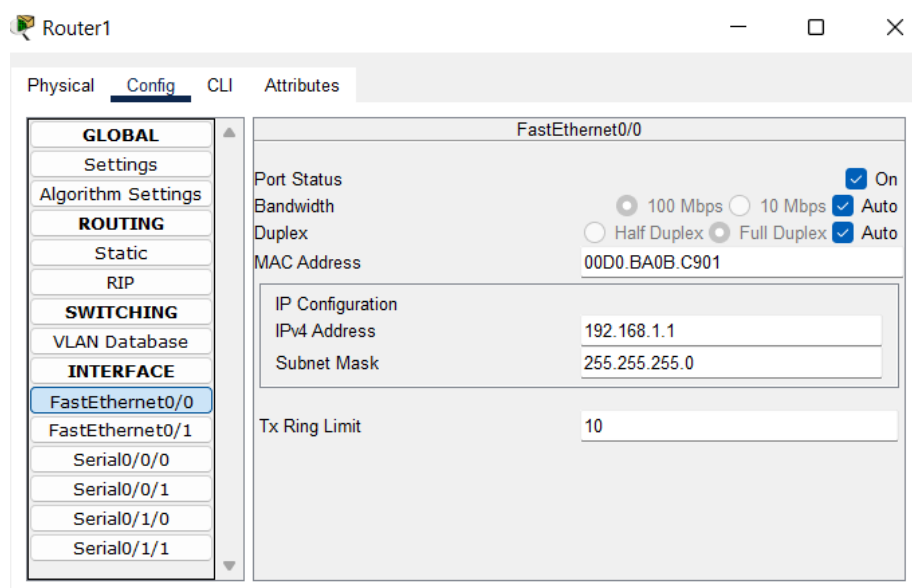 Router1
Physical Config CLI Attributes
GLOBAL
Settings
Algorithm Settings
ROUTING
Static
RIP
SWITCHING
VLAN Database
INTERFACE
FastEthernet0/0
FastEthernet0/1
Serial0/0/0
Serial0/0/1
Serial0/1/0
Serial0/1/1
FastEthernet0/0
Port Status On
Bandwidth 100 Mbps 10 Mbps Auto
Duplex Half Duplex Full Duplex Auto
MAC Address 00D0.BA0B.C901
IP Configuration
IPv4 Address 192.168.1.1
Subnet Mask 255.255.255.0
Tx Ring Limit 10